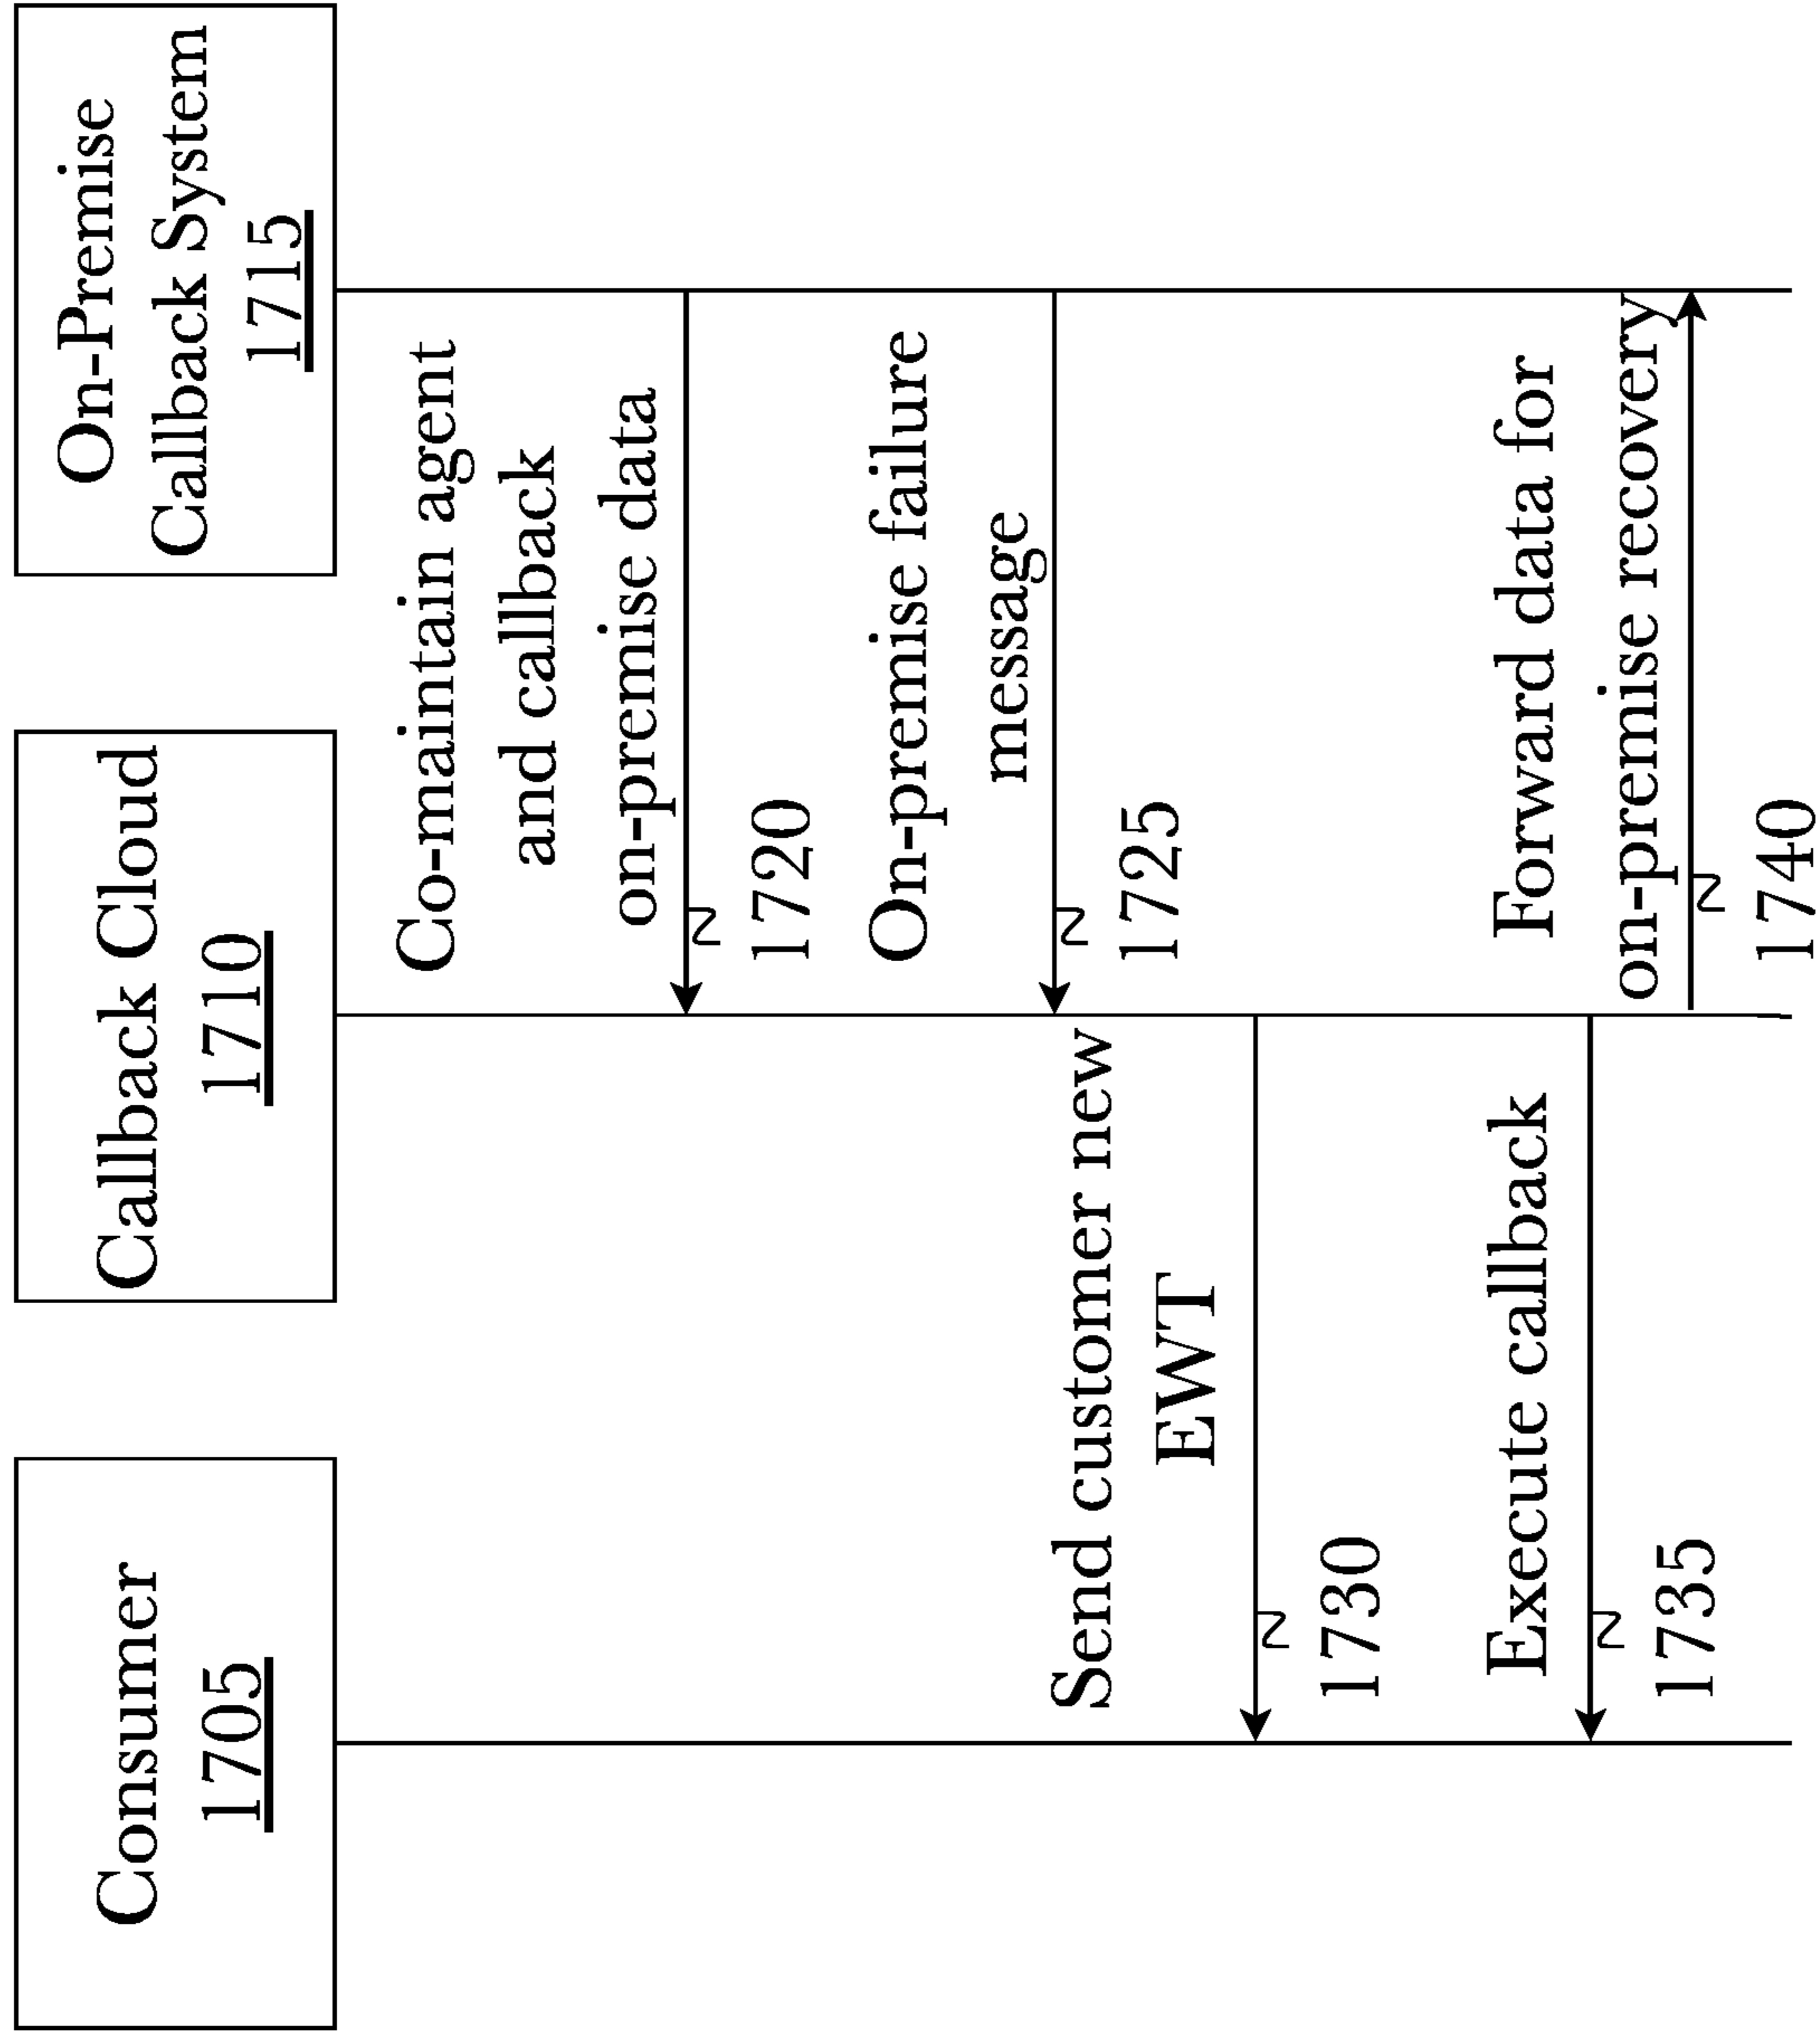 Consumer
1705
Callback Cloud
1710
On-Premise
Callback System
1715
Co-maintain agent
and callback
on-premise data
1720
On-premise failure
message
1725
Send customer new
EWT
1730
Execute callback
1735
Forward data for
on-premise recovery
1740